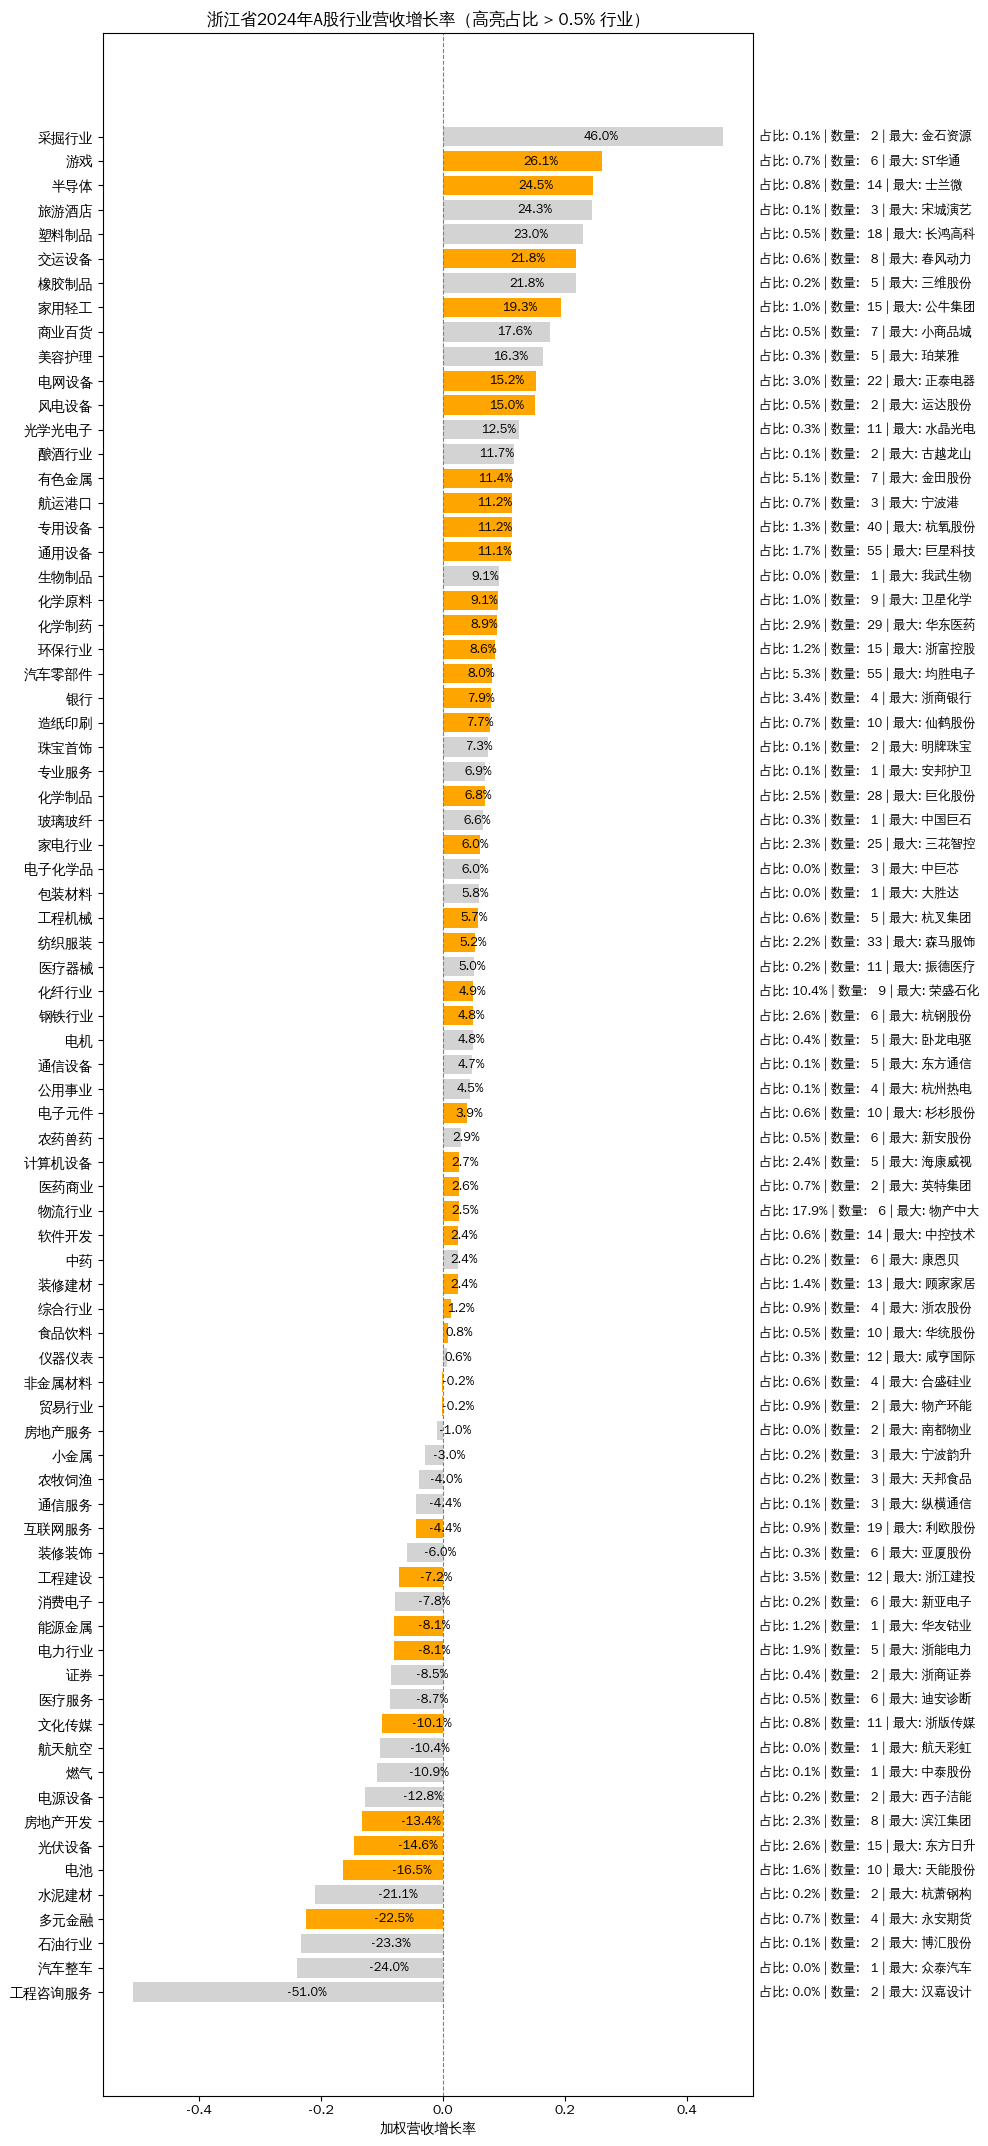 浙江省2024年A股行业营收增长率（高亮占比 > 0.5% 行业）
采掘行业 46.0% 占比: 0.1% | 数量: 2 | 最大: 金石资源
游戏 26.1% 占比: 0.7% | 数量: 6 | 最大: ST华通
半导体 24.5% 占比: 0.8% | 数量: 14 | 最大: 士兰微
旅游酒店 24.3% 占比: 0.1% | 数量: 3 | 最大: 宋城演艺
塑料制品 23.0% 占比: 0.5% | 数量: 18 | 最大: 长鸿高科
交运设备 21.8% 占比: 0.6% | 数量: 8 | 最大: 春风动力
橡胶制品 21.8% 占比: 0.2% | 数量: 5 | 最大: 三维股份
家用轻工 19.3% 占比: 1.0% | 数量: 15 | 最大: 公牛集团
商业百货 17.6% 占比: 0.5% | 数量: 7 | 最大: 小商品城
美容护理 16.3% 占比: 0.3% | 数量: 5 | 最大: 珀莱雅
电网设备 15.2% 占比: 3.0% | 数量: 22 | 最大: 正泰电器
风电设备 15.0% 占比: 0.5% | 数量: 2 | 最大: 运达股份
光学光电子 12.5% 占比: 0.3% | 数量: 11 | 最大: 水晶光电
酿酒行业 11.7% 占比: 0.1% | 数量: 2 | 最大: 古越龙山
有色金属 11.4% 占比: 5.1% | 数量: 7 | 最大: 金田股份
航运港口 11.2% 占比: 0.7% | 数量: 3 | 最大: 宁波港
专用设备 11.2% 占比: 1.3% | 数量: 40 | 最大: 杭氧股份
通用设备 11.1% 占比: 1.7% | 数量: 55 | 最大: 巨星科技
生物制品 9.1% 占比: 0.0% | 数量: 1 | 最大: 我武生物
化学原料 9.1% 占比: 1.0% | 数量: 9 | 最大: 卫星化学
化学制药 8.9% 占比: 2.9% | 数量: 29 | 最大: 华东医药
环保行业 8.6% 占比: 1.2% | 数量: 15 | 最大: 浙富控股
汽车零部件 8.0% 占比: 5.3% | 数量: 55 | 最大: 均胜电子
银行 7.9% 占比: 3.4% | 数量: 4 | 最大: 浙商银行
造纸印刷 7.7% 占比: 0.7% | 数量: 10 | 最大: 仙鹤股份
珠宝首饰 7.3% 占比: 0.1% | 数量: 2 | 最大: 明牌珠宝
专业服务 6.9% 占比: 0.1% | 数量: 1 | 最大: 安邦护卫
化学制品 6.8% 占比: 2.5% | 数量: 28 | 最大: 巨化股份
玻璃玻纤 6.6% 占比: 0.3% | 数量: 1 | 最大: 中国巨石
家电行业 6.0% 占比: 2.3% | 数量: 25 | 最大: 三花智控
电子化学品 6.0% 占比: 0.0% | 数量: 3 | 最大: 中巨芯
包装材料 5.8% 占比: 0.0% | 数量: 1 | 最大: 大胜达
工程机械 5.7% 占比: 0.6% | 数量: 5 | 最大: 杭叉集团
纺织服装 5.2% 占比: 2.2% | 数量: 33 | 最大: 森马服饰
医疗器械 5.0% 占比: 0.2% | 数量: 11 | 最大: 振德医疗
化纤行业 4.9% 占比: 10.4% | 数量: 9 | 最大: 荣盛石化
钢铁行业 4.8% 占比: 2.6% | 数量: 6 | 最大: 杭钢股份
电机 4.8% 占比: 0.4% | 数量: 5 | 最大: 卧龙电驱
通信设备 4.7% 占比: 0.1% | 数量: 5 | 最大: 东方通信
公用事业 4.5% 占比: 0.1% | 数量: 4 | 最大: 杭州热电
电子元件 3.9% 占比: 0.6% | 数量: 10 | 最大: 杉杉股份
农药兽药 2.9% 占比: 0.5% | 数量: 6 | 最大: 新安股份
计算机设备 2.7% 占比: 2.4% | 数量: 5 | 最大: 海康威视
医药商业 2.6% 占比: 0.7% | 数量: 2 | 最大: 英特集团
物流行业 2.5% 占比: 17.9% | 数量: 6 | 最大: 物产中大
软件开发 2.4% 占比: 0.6% | 数量: 14 | 最大: 中控技术
中药 2.4% 占比: 0.2% | 数量: 6 | 最大: 康恩贝
装修建材 2.4% 占比: 1.4% | 数量: 13 | 最大: 顾家家居
综合行业 1.2% 占比: 0.9% | 数量: 4 | 最大: 浙农股份
食品饮料 0.8% 占比: 0.5% | 数量: 10 | 最大: 华统股份
仪器仪表 0.6% 占比: 0.3% | 数量: 12 | 最大: 咸亨国际
非金属材料 -0.2% 占比: 0.6% | 数量: 4 | 最大: 合盛硅业
贸易行业 -0.2% 占比: 0.9% | 数量: 2 | 最大: 物产环能
房地产服务 -1.0% 占比: 0.0% | 数量: 2 | 最大: 南都物业
小金属 -3.0% 占比: 0.2% | 数量: 3 | 最大: 宁波韵升
农牧饲渔 -4.0% 占比: 0.2% | 数量: 3 | 最大: 天邦食品
通信服务 -4.4% 占比: 0.1% | 数量: 3 | 最大: 纵横通信
互联网服务 -4.4% 占比: 0.9% | 数量: 19 | 最大: 利欧股份
装修装饰 -6.0% 占比: 0.3% | 数量: 6 | 最大: 亚厦股份
工程建设 -7.2% 占比: 3.5% | 数量: 12 | 最大: 浙江建投
消费电子 -7.8% 占比: 0.2% | 数量: 6 | 最大: 新亚电子
能源金属 -8.1% 占比: 1.2% | 数量: 1 | 最大: 华友钴业
电力行业 -8.1% 占比: 1.9% | 数量: 5 | 最大: 浙能电力
证券 -8.5% 占比: 0.4% | 数量: 2 | 最大: 浙商证券
医疗服务 -8.7% 占比: 0.5% | 数量: 6 | 最大: 迪安诊断
文化传媒 -10.1% 占比: 0.8% | 数量: 11 | 最大: 浙版传媒
航天航空 -10.4% 占比: 0.0% | 数量: 1 | 最大: 航天彩虹
燃气 -10.9% 占比: 0.1% | 数量: 1 | 最大: 中泰股份
电源设备 -12.8% 占比: 0.2% | 数量: 2 | 最大: 西子洁能
房地产开发 -13.4% 占比: 2.3% | 数量: 8 | 最大: 滨江集团
光伏设备 -14.6% 占比: 2.6% | 数量: 15 | 最大: 东方日升
电池 -16.5% 占比: 1.6% | 数量: 10 | 最大: 天能股份
水泥建材 -21.1% 占比: 0.2% | 数量: 2 | 最大: 杭萧钢构
多元金融 -22.5% 占比: 0.7% | 数量: 4 | 最大: 永安期货
石油行业 -23.3% 占比: 0.1% | 数量: 2 | 最大: 博汇股份
汽车整车 -24.0% 占比: 0.0% | 数量: 1 | 最大: 众泰汽车
工程咨询服务 -51.0% 占比: 0.0% | 数量: 2 | 最大: 汉嘉设计
-0.4 -0.2 0.0 0.2 0.4
加权营收增长率